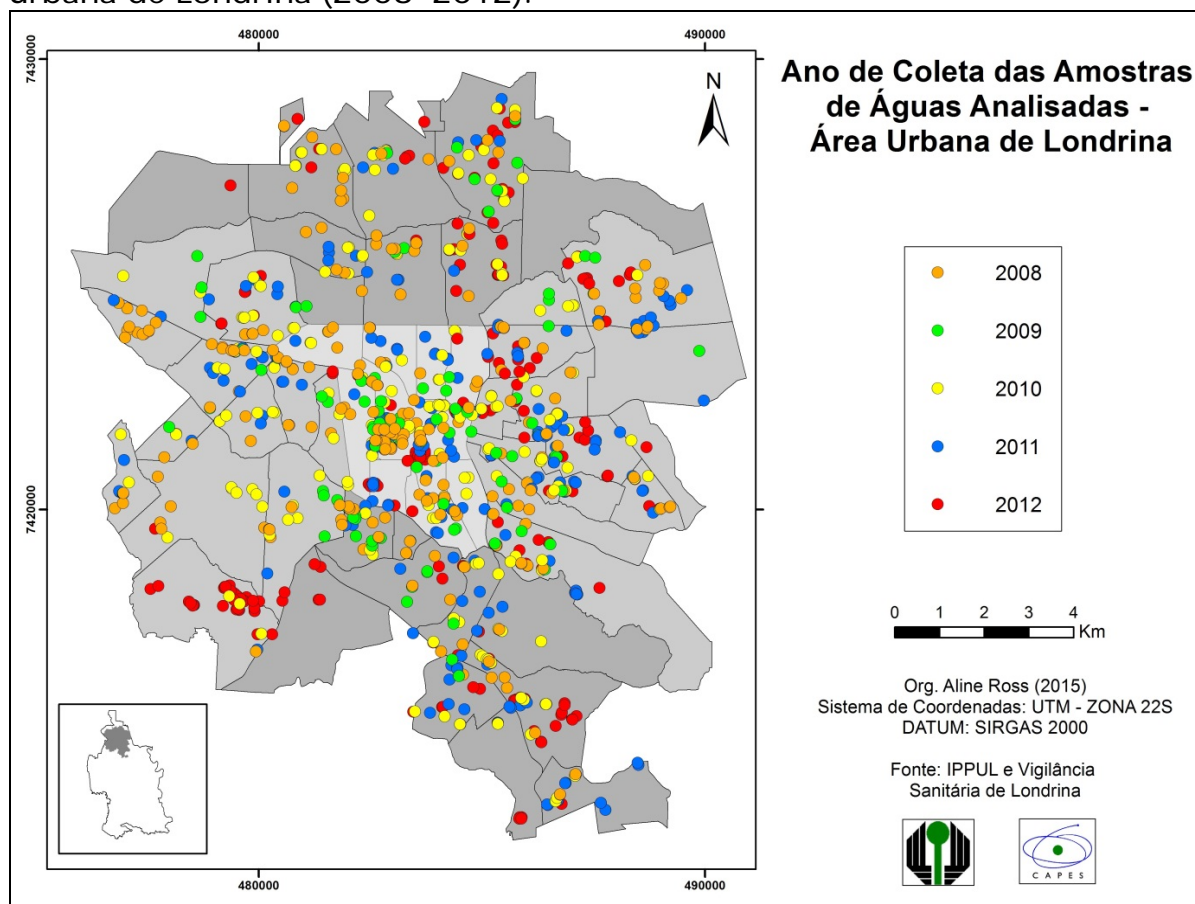 urbana de Londrina (2008-2012).
480000
490000
7430000
7420000
N
480000
490000
Ano de Coleta das Amostras
de Águas Analisadas -
Área Urbana de Londrina
2008
2009
2010
2011
2012
0 1 2 3 4
Km
Org. Aline Ross (2015)
Sistema de Coordenadas: UTM - ZONA 22S
DATUM: SIRGAS 2000
Fonte: IPPUL e Vigilância
Sanitária de Londrina
CAPES